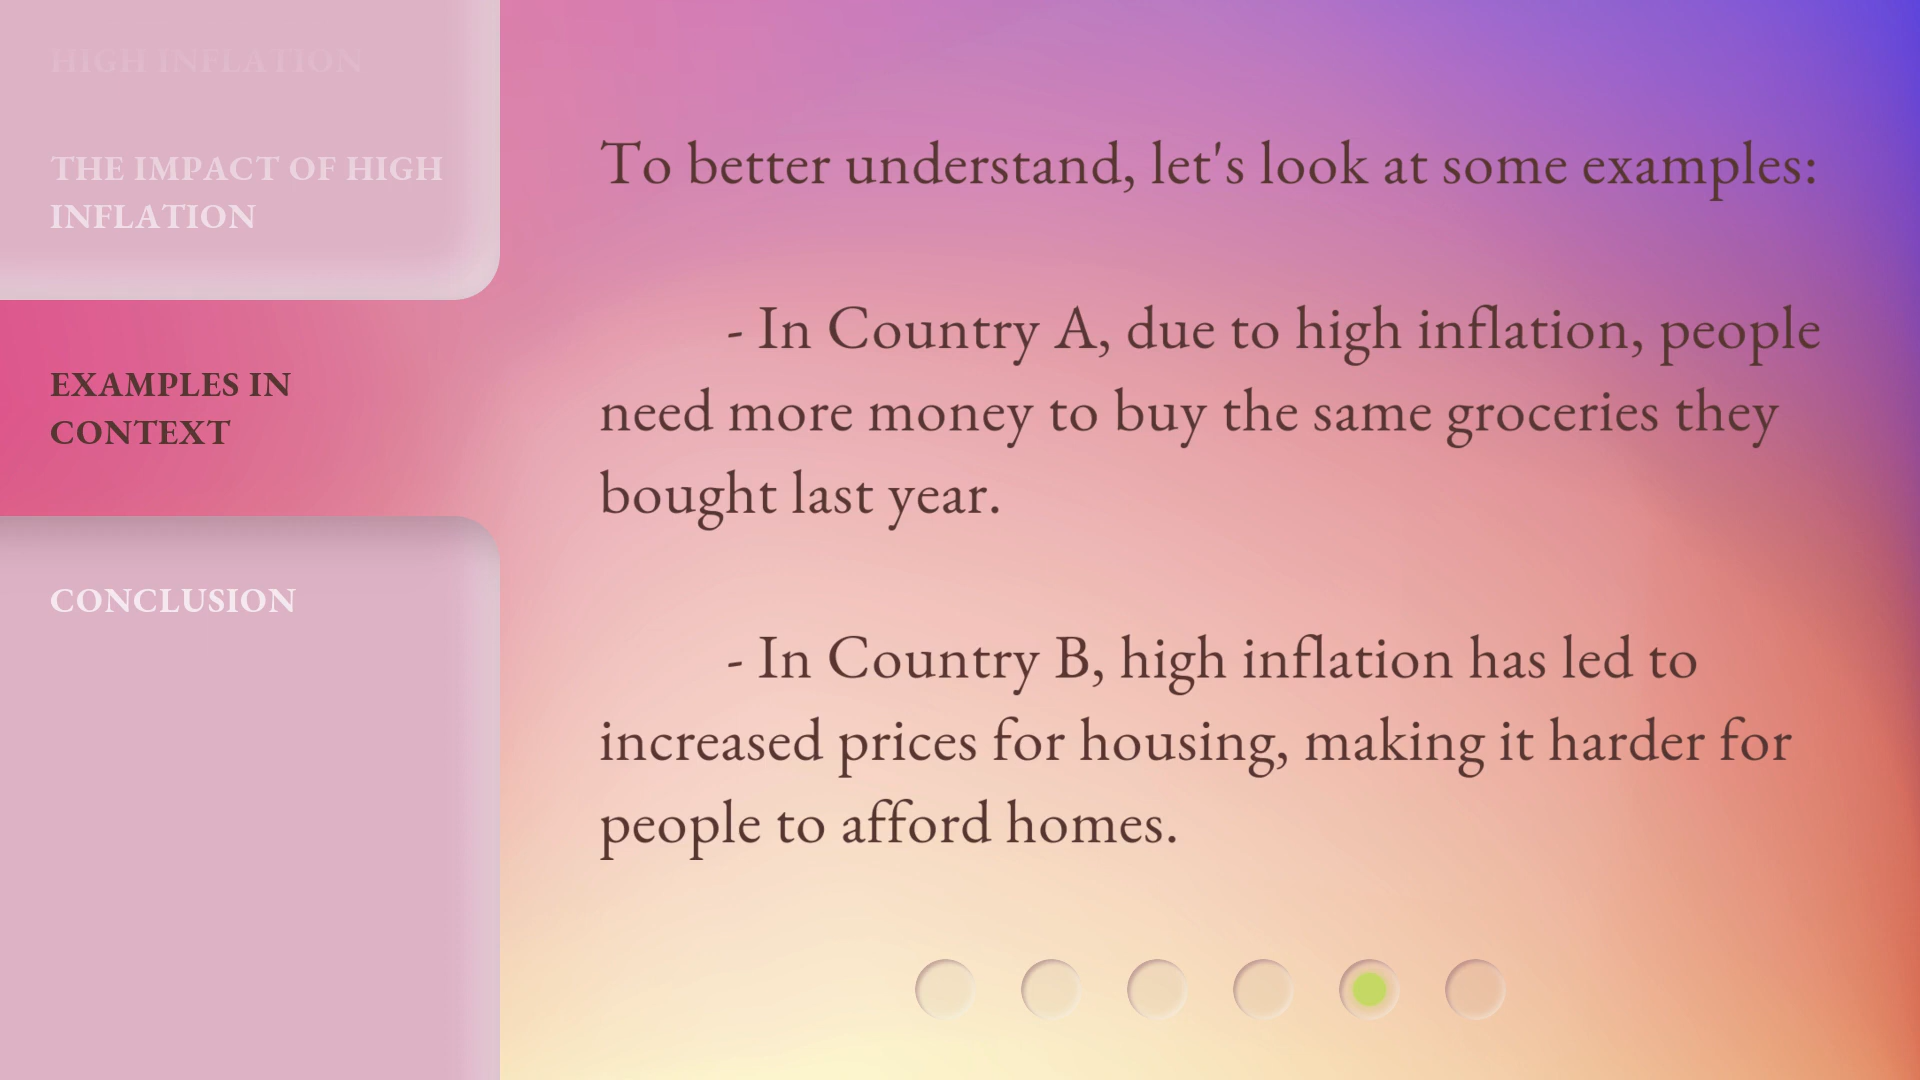 HIGH INFLATION
THE IMPACT OF HIGH
INFLATION
EXAMPLES IN
CONTEXT
CONCLUSION
To better understand, let's look at some examples:
- In Country A, due to high inflation, people
need more money to buy the same groceries they
bought last year.
- In Country B, high inflation has led to
increased prices for housing, making it harder for
people to afford homes.